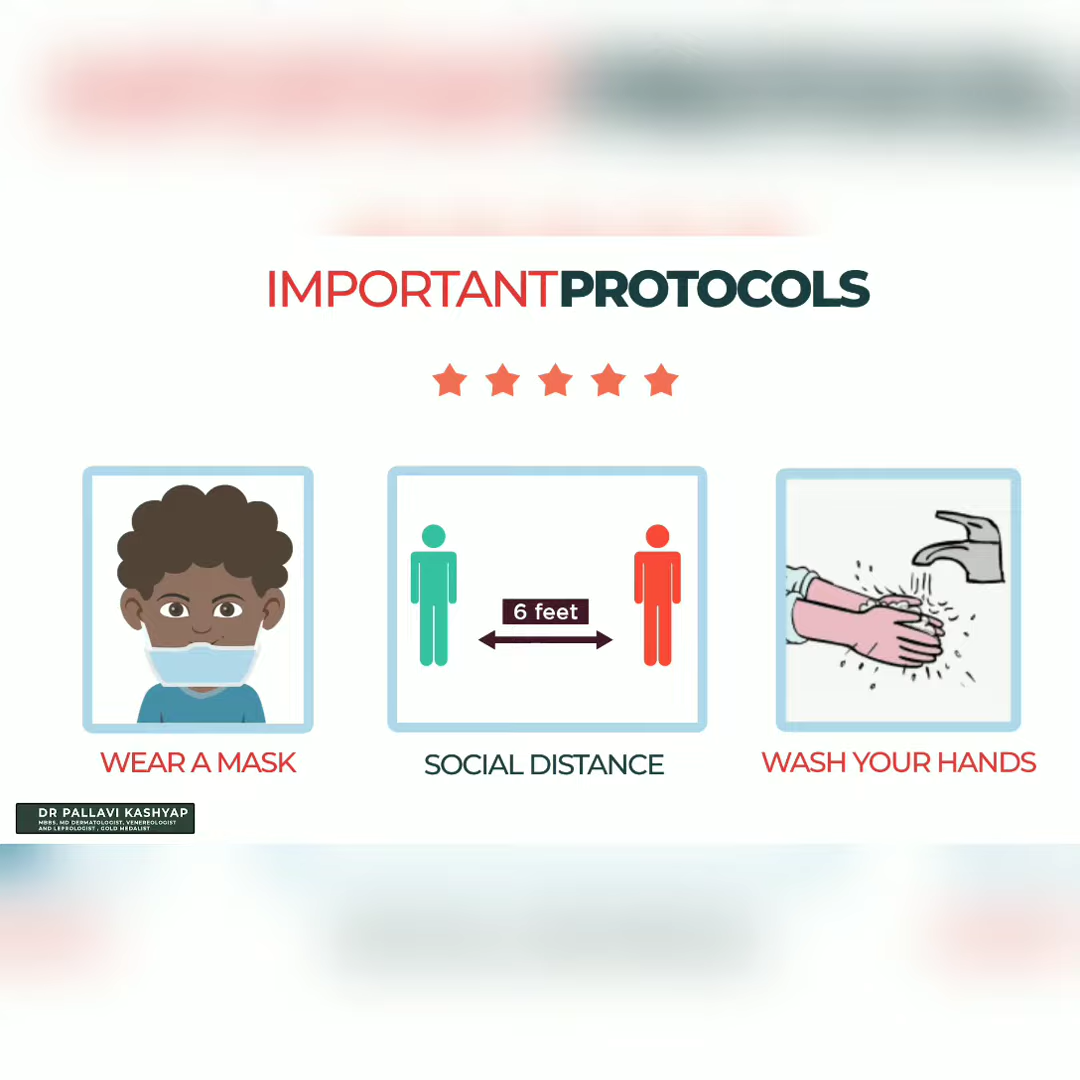 IMPORTANTPROTOCOLS
6 feet
WEAR A MASK
SOCIAL DISTANCE
WASH YOUR HANDS
DR PALLAVI KASHYAP
MBBS, MD DERMATOLOGIST, VENEREOLOGIST
AND LEPROLOGIST , GOLD MEDALIST